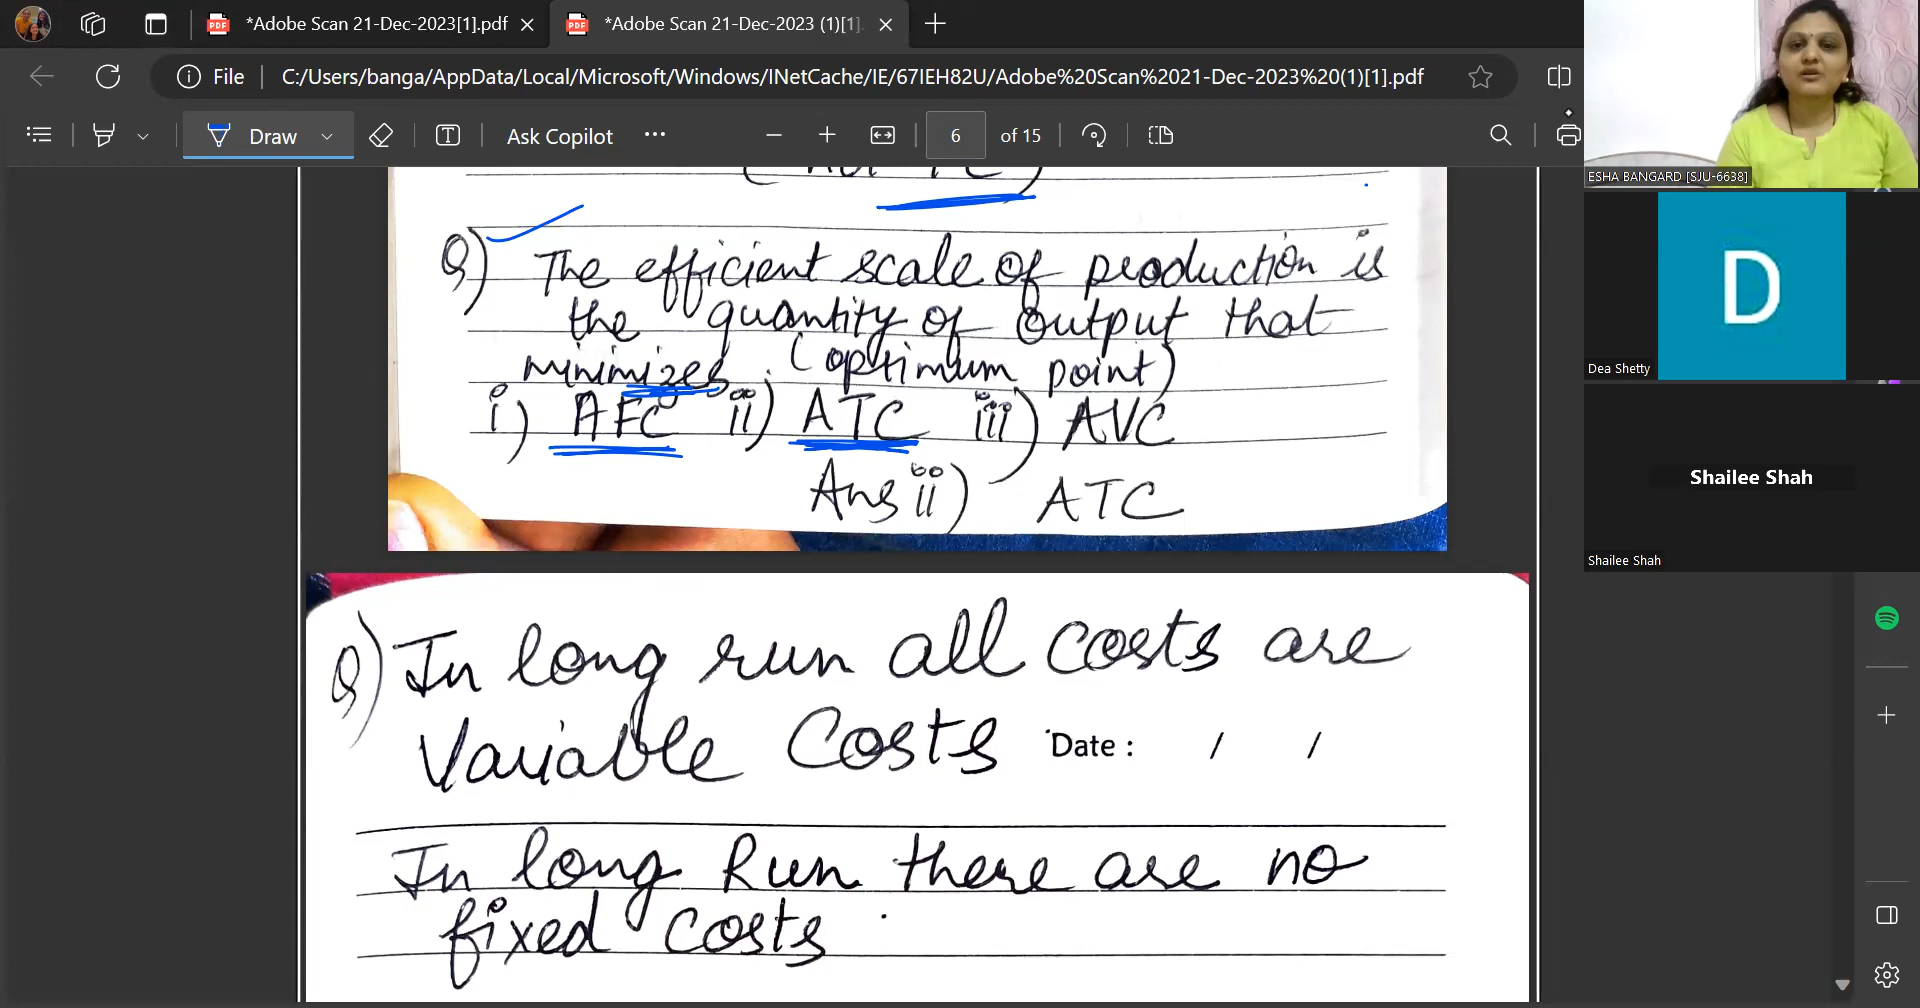 *Adobe Scan 21-Dec-2023[1].pdf
*Adobe Scan 21-Dec-2023 (1)[1].
File
C:/Users/banga/AppData/Local/Microsoft/Windows/INetCache/IE/67IEH82U/Adobe%20Scan%2021-Dec-2023%20(1)[1].pdf
Draw
Ask Copilot
6 of 15
Q) The efficient scale of production is
the quantity of output that
minimizes. (optimum point)
i) AFC ii) ATC iii) AVC
Ans ii) ATC
Q) In long run all costs are
Variable Costs Date : / /
In long Run there are no
fixed costs.
ESHA BANGARD [SJU-6638]
D
Dea Shetty
Shailee Shah
Shailee Shah